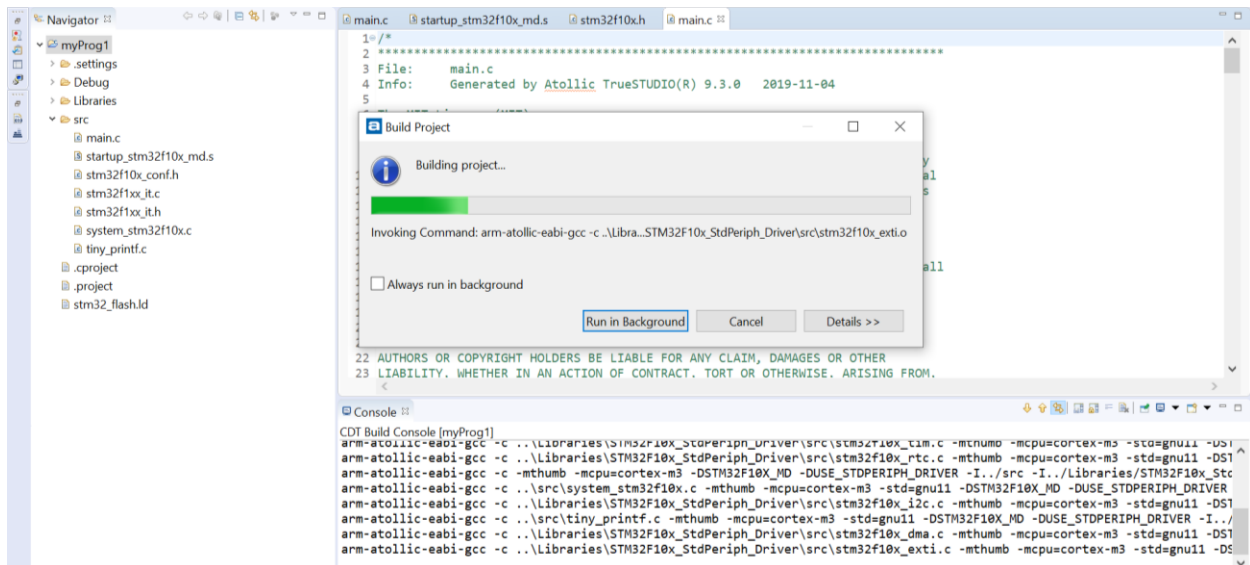 Navigator
myProg1
.settings
Debug
Libraries
src
main.c
startup_stm32f10x_md.s
stm32f10x_conf.h
stm32f1xx_it.c
stm32f1xx_it.h
system_stm32f10x.c
tiny_printf.c
.cproject
.project
stm32_flash.ld
main.c startup_stm32f10x_md.s stm32f10x.h main.c
1 /*
2 ******************************************************************************
3 File: main.c
4 Info: Generated by Atollic TrueSTUDIO(R) 9.3.0 2019-11-04
5
Build Project
Building project...
Invoking Command: arm-atollic-eabi-gcc -c ..\Libra...STM32F10x_StdPeriph_Driver\src\stm32f10x_exti.o
Always run in background
Run in Background Cancel Details >>
22 AUTHORS OR COPYRIGHT HOLDERS BE LIABLE FOR ANY CLAIM, DAMAGES OR OTHER
23 LIABILITY, WHETHER IN AN ACTION OF CONTRACT, TORT OR OTHERWISE, ARISING FROM,
Console
CDT Build Console [myProg1]
arm-atollic-eabi-gcc -c ..\Libraries\STM32F10x_StdPeriph_Driver\src\stm32f10x_tim.c -mthumb -mcpu=cortex-m3 -std=gnu11 -DST
arm-atollic-eabi-gcc -c ..\Libraries\STM32F10x_StdPeriph_Driver\src\stm32f10x_rtc.c -mthumb -mcpu=cortex-m3 -std=gnu11 -DST
arm-atollic-eabi-gcc -c -mthumb -mcpu=cortex-m3 -DSTM32F10X_MD -DUSE_STDPERIPH_DRIVER -I../src -I../Libraries/STM32F10x_Std
arm-atollic-eabi-gcc -c ..\src\system_stm32f10x.c -mthumb -mcpu=cortex-m3 -std=gnu11 -DSTM32F10X_MD -DUSE_STDPERIPH_DRIVER
arm-atollic-eabi-gcc -c ..\Libraries\STM32F10x_StdPeriph_Driver\src\stm32f10x_i2c.c -mthumb -mcpu=cortex-m3 -std=gnu11 -DST
arm-atollic-eabi-gcc -c ..\src\tiny_printf.c -mthumb -mcpu=cortex-m3 -std=gnu11 -DSTM32F10X_MD -DUSE_STDPERIPH_DRIVER -I../
arm-atollic-eabi-gcc -c ..\Libraries\STM32F10x_StdPeriph_Driver\src\stm32f10x_dma.c -mthumb -mcpu=cortex-m3 -std=gnu11 -DST
arm-atollic-eabi-gcc -c ..\Libraries\STM32F10x_StdPeriph_Driver\src\stm32f10x_exti.c -mthumb -mcpu=cortex-m3 -std=gnu11 -DS